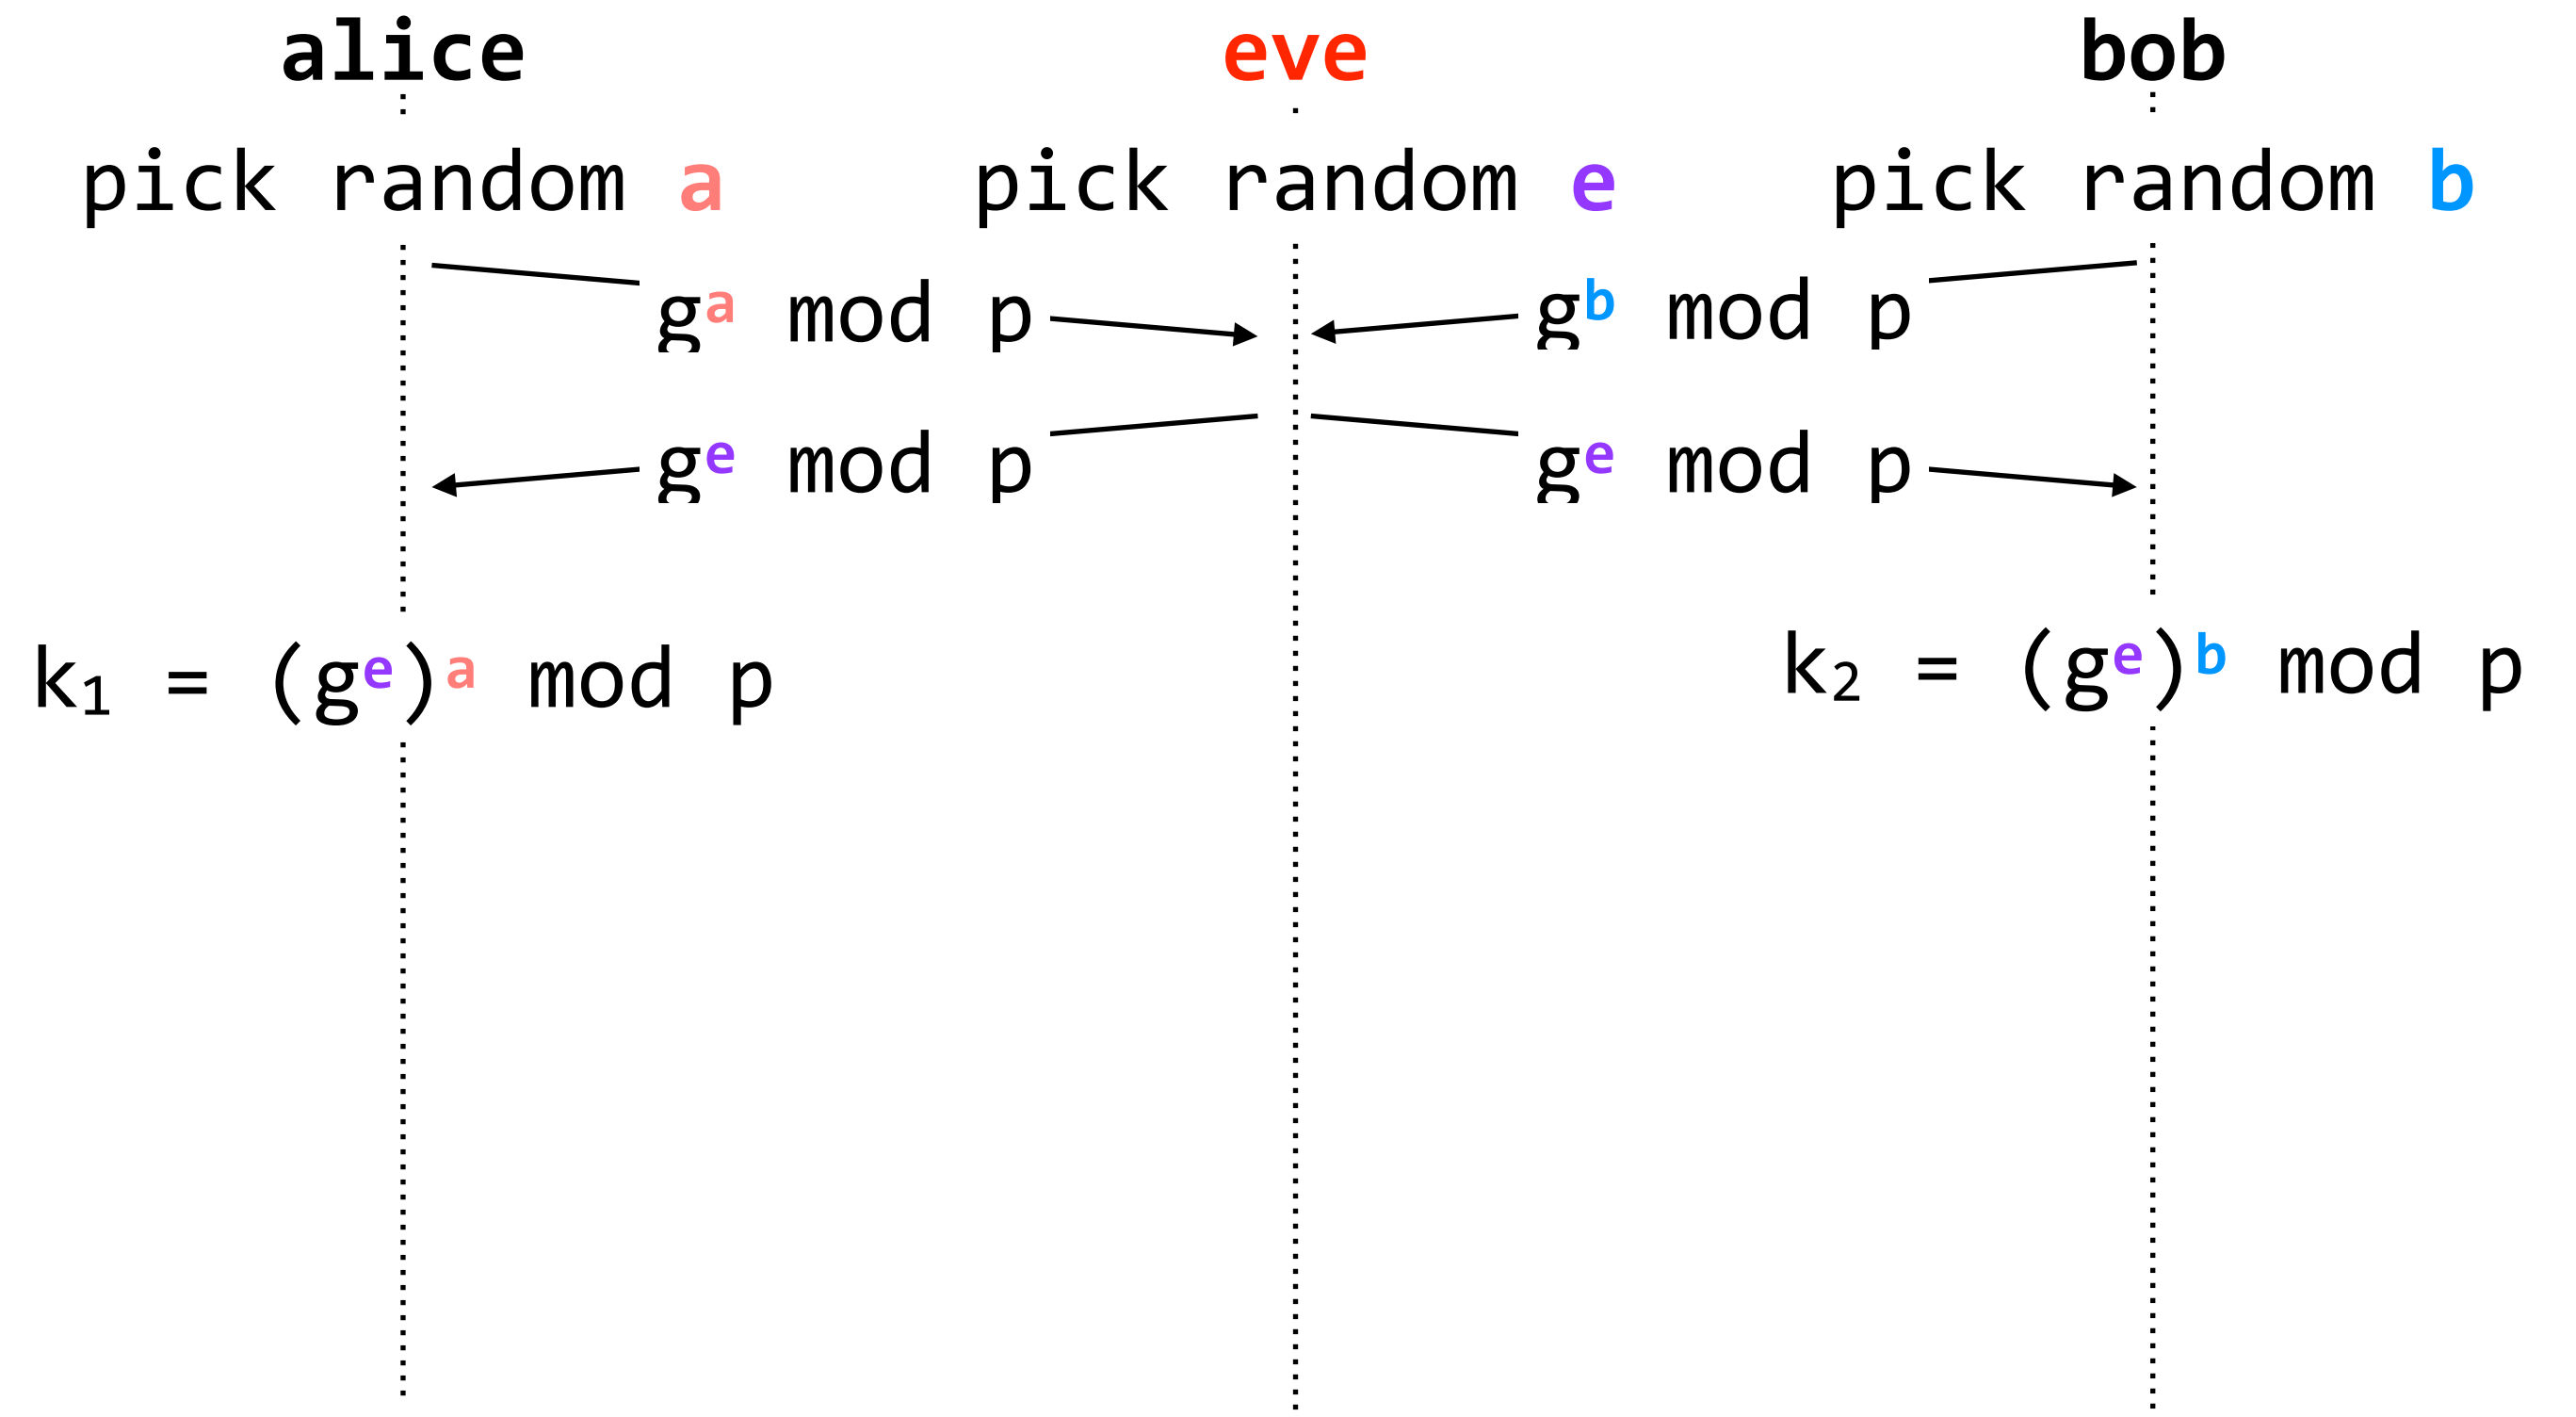 alice eve bob
pick random a pick random e pick random b
gᵃ mod p gᵇ mod p
gᵉ mod p gᵉ mod p
k₁ = (gᵉ)ᵃ mod p k₂ = (gᵉ)ᵇ mod p